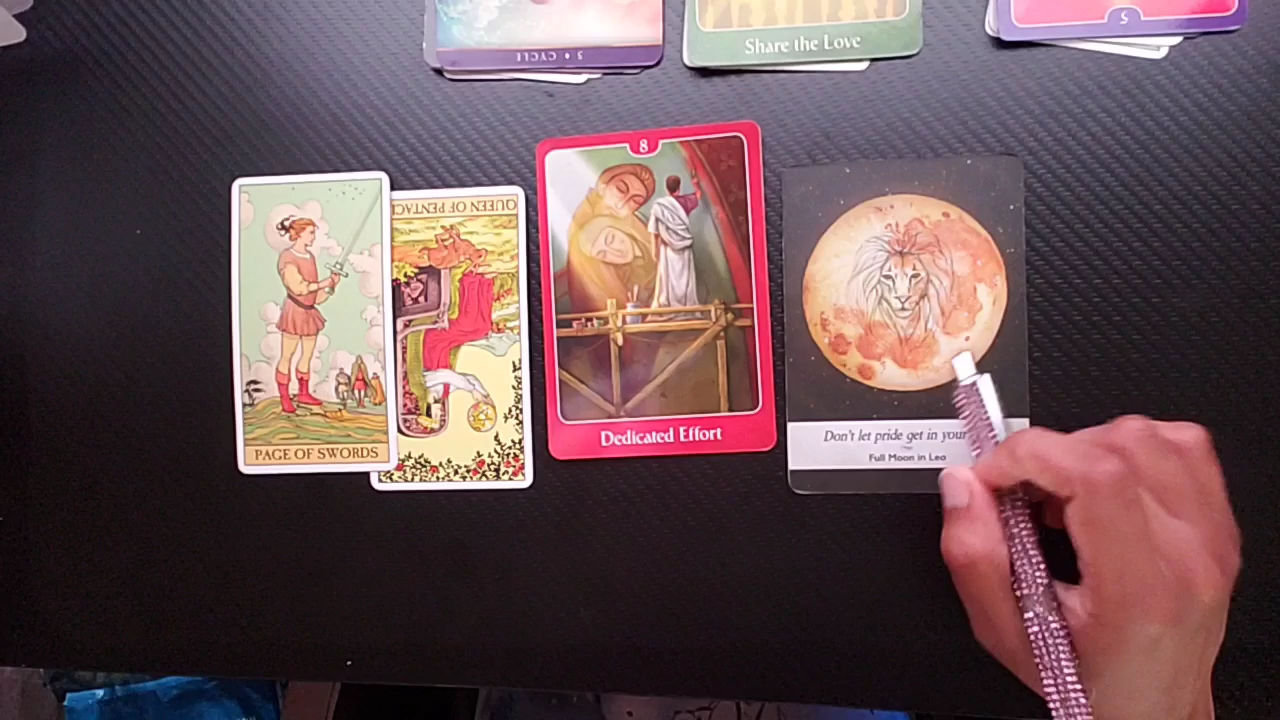 5 • CYCLE
Share the Love
5
8
QUEEN OF PENTAC
PAGE OF SWORDS
Dedicated Effort
Don't let pride get in your
Full Moon in Leo